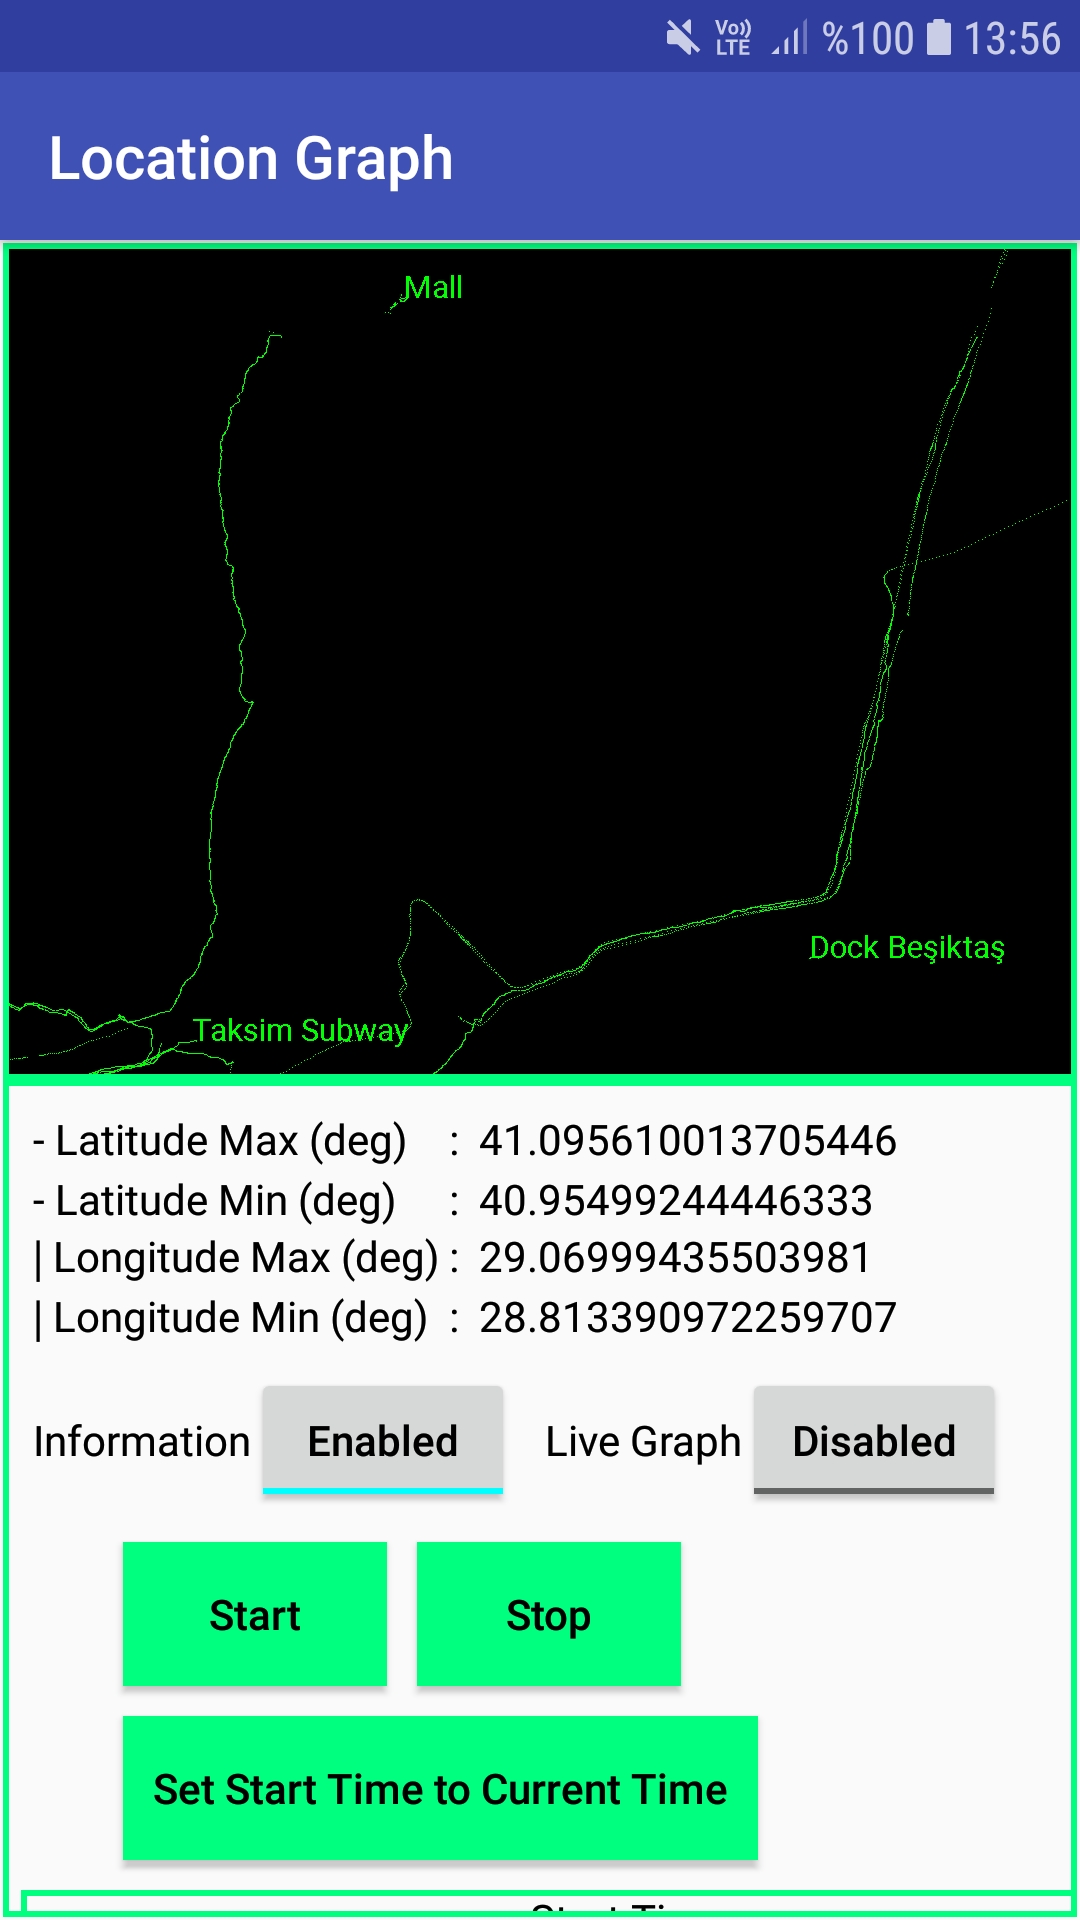 Vo)) LTE %100 13:56
Location Graph
Mall
Dock Beşiktaş
Taksim Subway
- Latitude Max (deg) : 41.095610013705446
- Latitude Min (deg) : 40.95499244446333
| Longitude Max (deg) : 29.06999435503981
| Longitude Min (deg) : 28.813390972259707
Information Enabled Live Graph Disabled
Start Stop
Set Start Time to Current Time